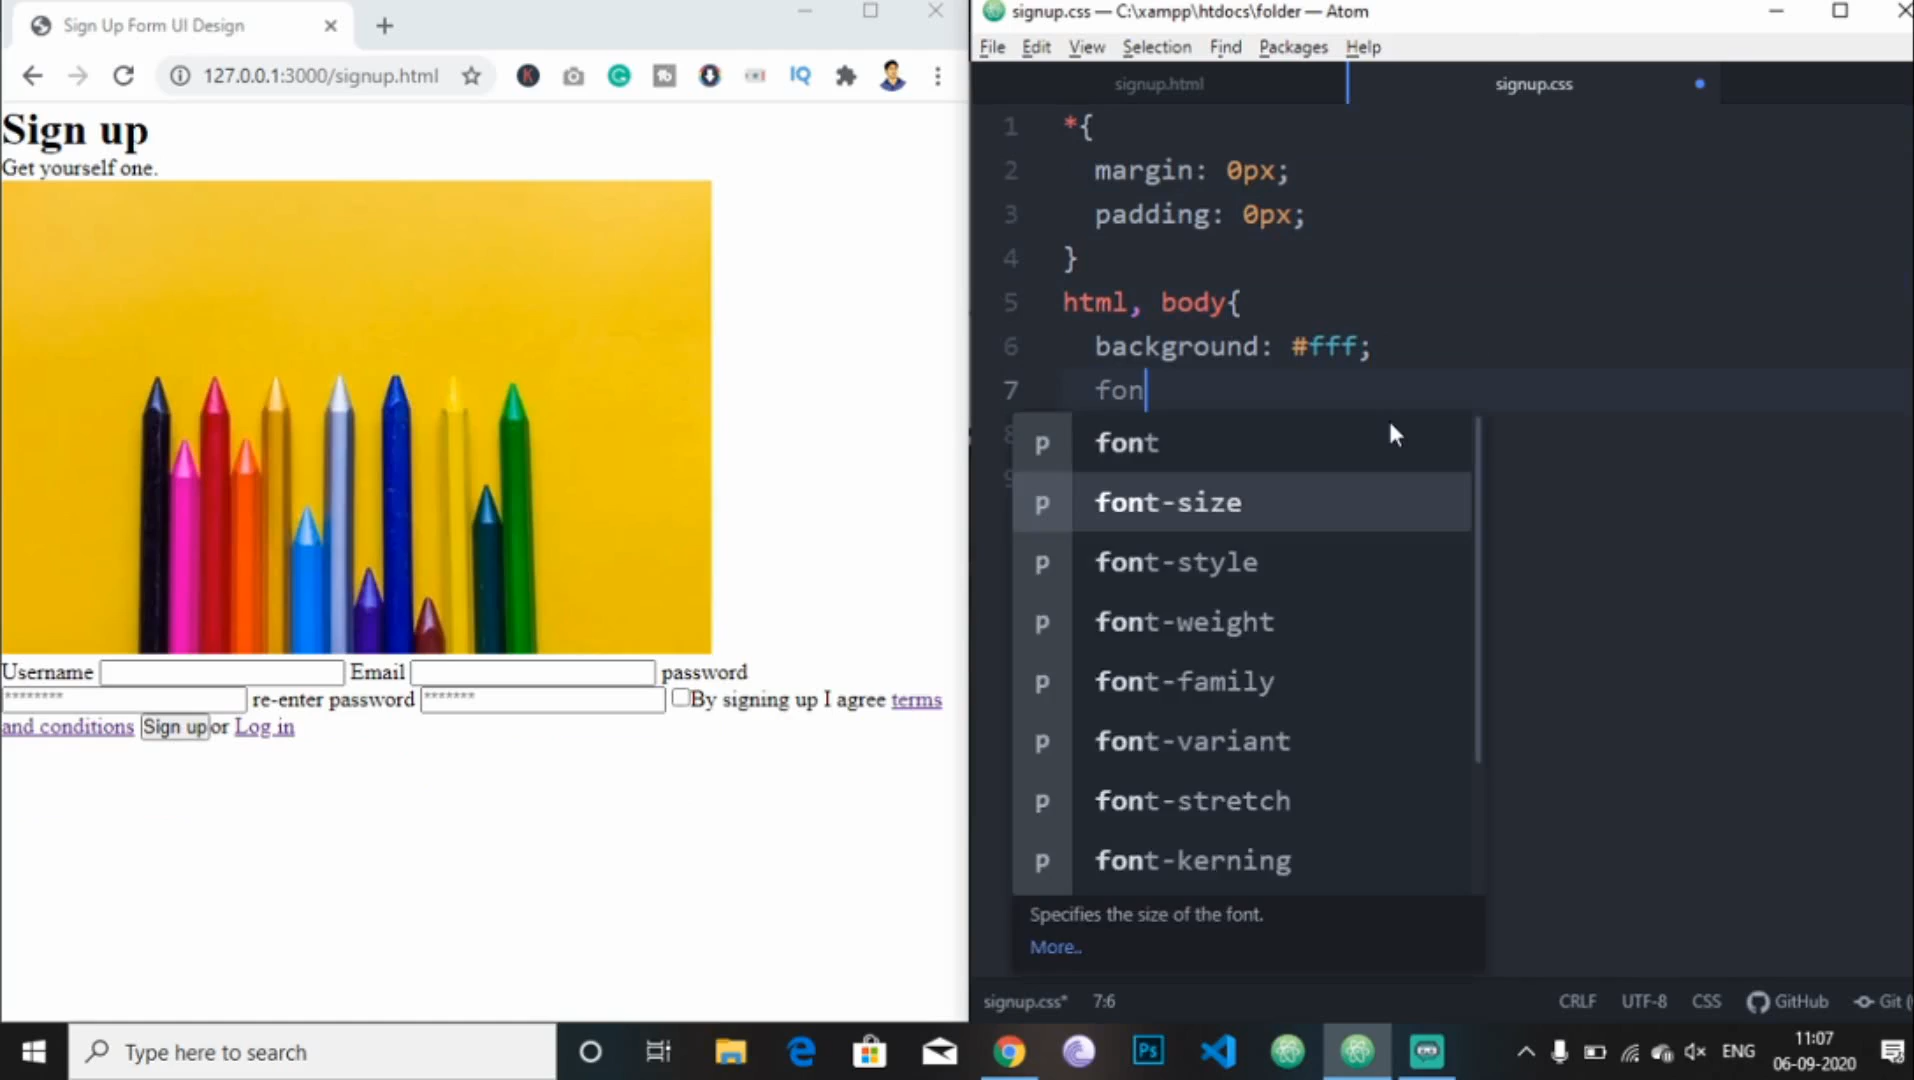 Sign Up Form UI Design
127.0.0.1:3000/signup.html
IQ
Sign up
Get yourself one.
Username Email password
******** re-enter password ******* By signing up I agree terms
and conditions Sign up or Log in
signup.css — C:\xampp\htdocs\folder — Atom
File Edit View Selection Find Packages Help
signup.html signup.css
1 *{
2 margin: 0px;
3 padding: 0px;
4 }
5 html, body{
6 background: #fff;
7 fon
p font
p font-size
p font-style
p font-weight
p font-family
p font-variant
p font-stretch
p font-kerning
Specifies the size of the font.
More..
signup.css* 7:6 CRLF UTF-8 CSS GitHub Git (
Type here to search
Ps
ENG
11:07
06-09-2020